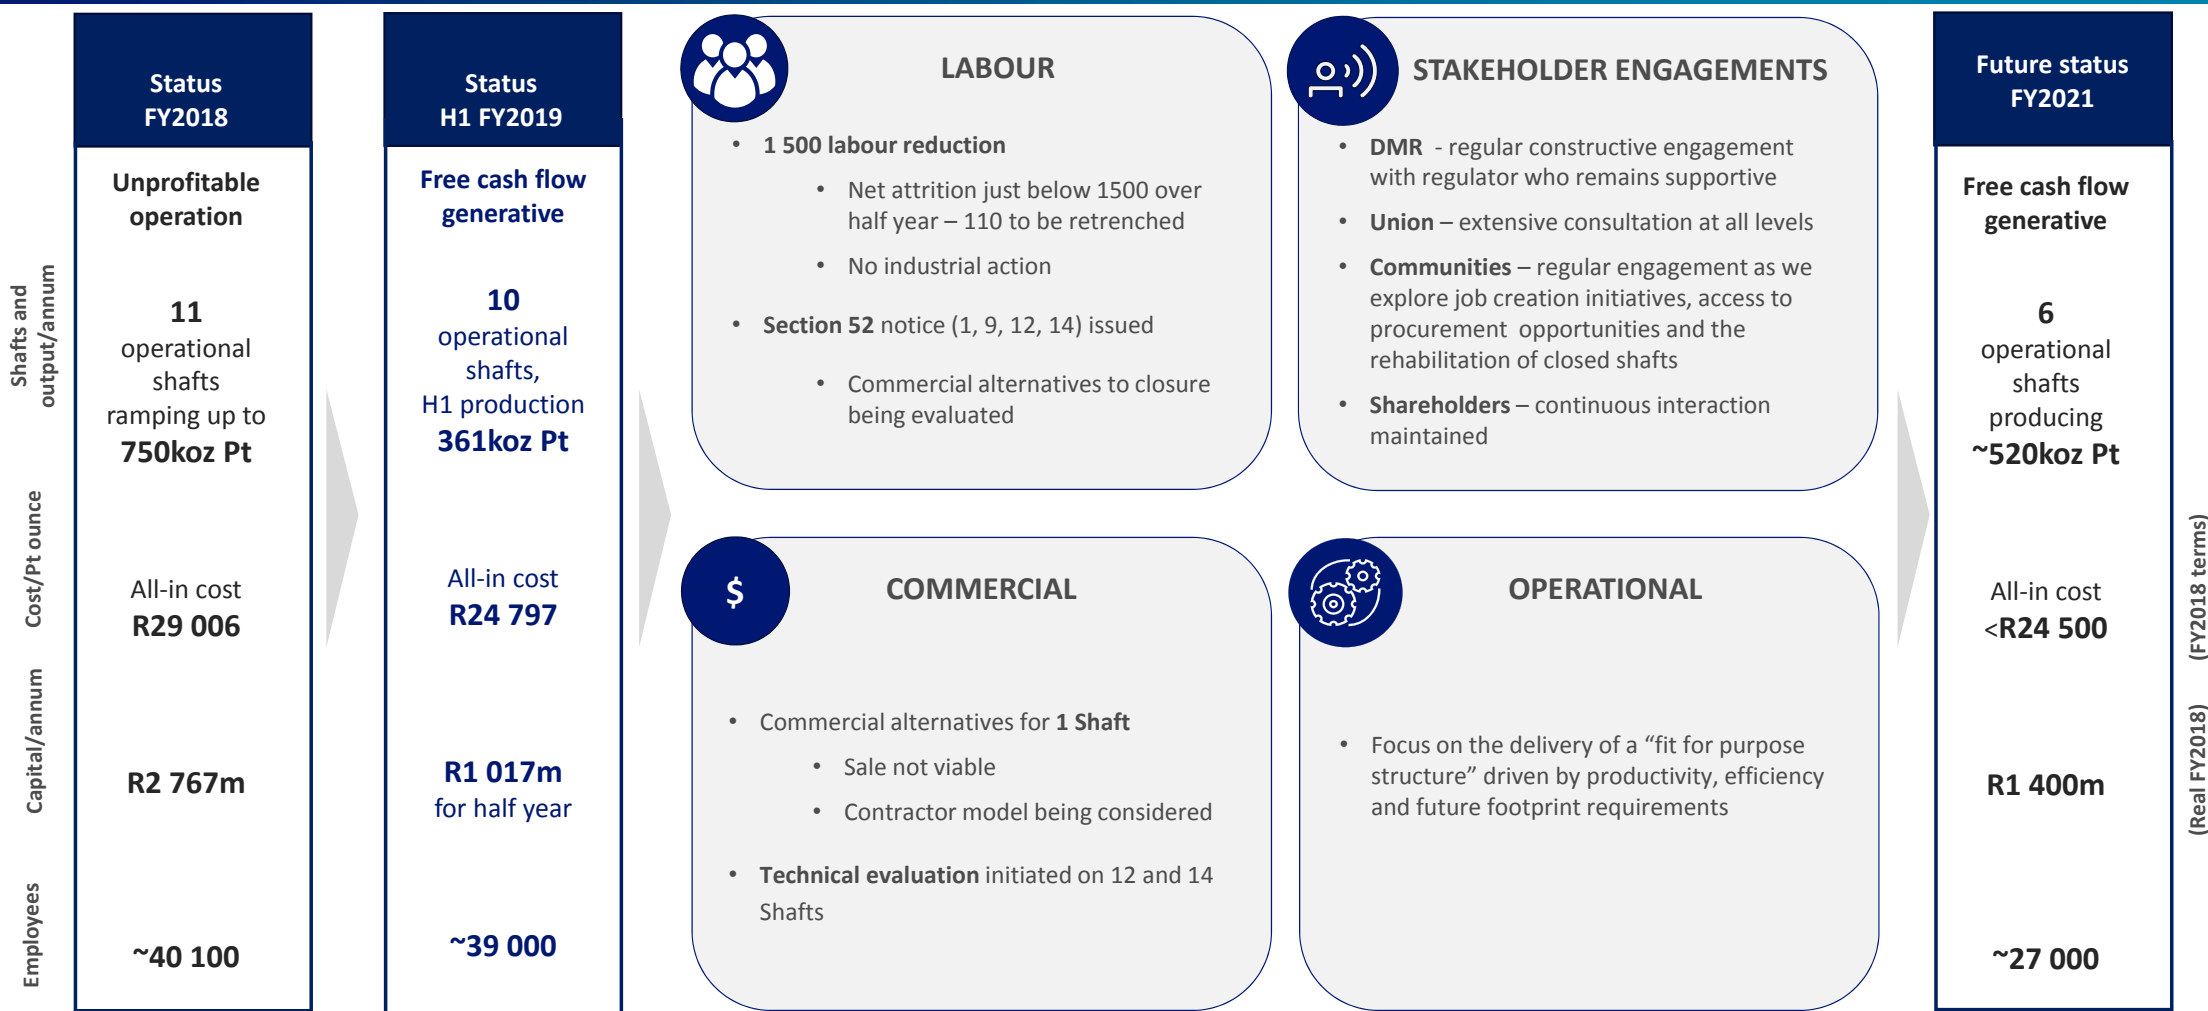 Shafts and
output/annum
Cost/Pt ounce
Capital/annum
Employees
Status
FY2018
Unprofitable
operation
11
operational
shafts
ramping up to
750koz Pt
All-in cost
R29 006
R2 767m
~40 100
Status
H1 FY2019
Free cash flow
generative
10
operational
shafts,
H1 production
361koz Pt
All-in cost
R24 797
R1 017m
for half year
~39 000
LABOUR
• 1 500 labour reduction
• Net attrition just below 1500 over
half year – 110 to be retrenched
• No industrial action
• Section 52 notice (1, 9, 12, 14) issued
• Commercial alternatives to closure
being evaluated
STAKEHOLDER ENGAGEMENTS
• DMR - regular constructive engagement
with regulator who remains supportive
• Union – extensive consultation at all levels
• Communities – regular engagement as we
explore job creation initiatives, access to
procurement opportunities and the
rehabilitation of closed shafts
• Shareholders – continuous interaction
maintained
$
COMMERCIAL
• Commercial alternatives for 1 Shaft
• Sale not viable
• Contractor model being considered
• Technical evaluation initiated on 12 and 14
Shafts
OPERATIONAL
• Focus on the delivery of a “fit for purpose
structure” driven by productivity, efficiency
and future footprint requirements
Future status
FY2021
Free cash flow
generative
6
operational
shafts
producing
~520koz Pt
All-in cost
<R24 500
R1 400m
~27 000
(FY2018 terms)
(Real FY2018)